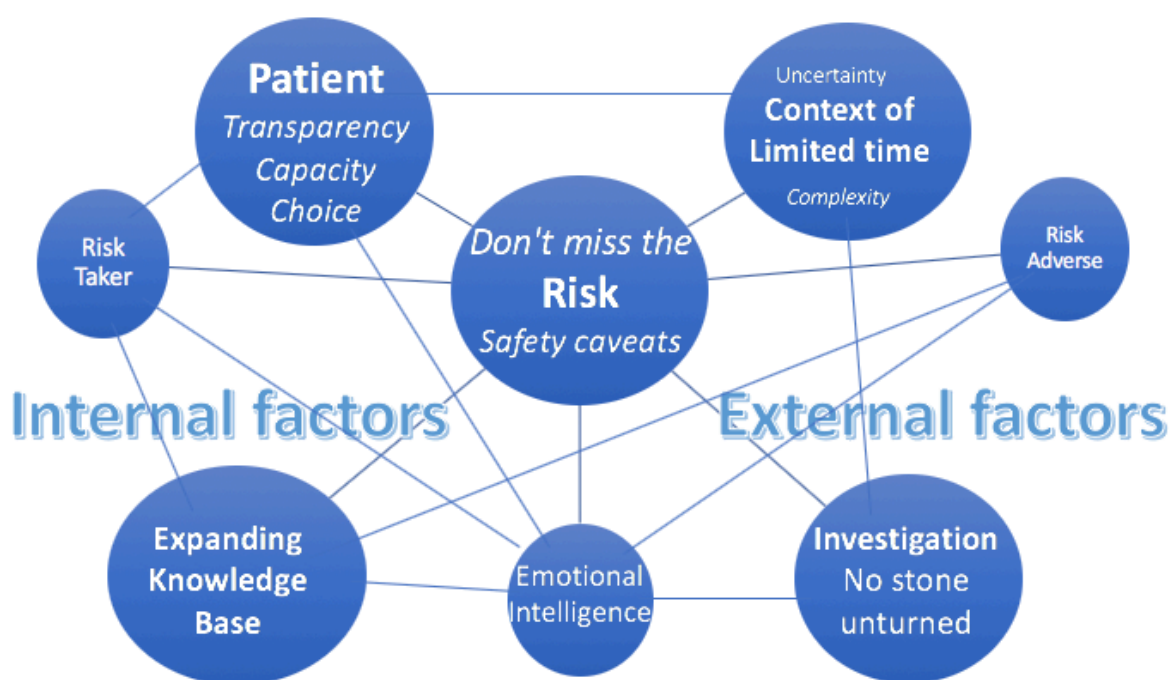 Patient
Transparency
Capacity
Choice
Uncertainty
Context of
Limited time
Complexity
Risk
Taker
Don't miss the
Risk
Safety caveats
Risk
Adverse
Internal factors
External factors
Expanding
Knowledge
Base
Emotional
Intelligence
Investigation
No stone
unturned